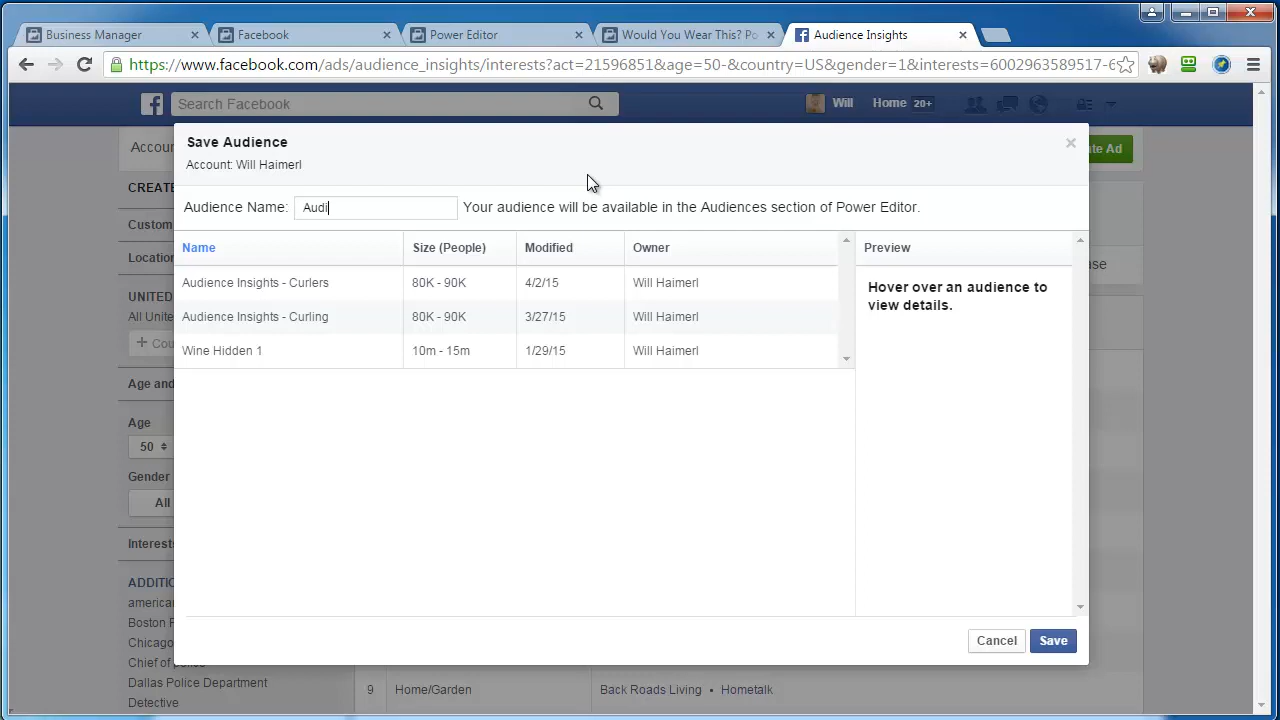 Business Manager
Facebook
Power Editor
Would You Wear This? Po
Audience Insights
https://www.facebook.com/ads/audience_insights/interests?act=21596851&age=50-&country=US&gender=1&interests=6002963589517-6
Search Facebook
Will
Home 20+
Accou
te Ad
Save Audience
Account: Will Haimerl
CREATE
Audience Name: Audi Your audience will be available in the Audiences section of Power Editor.
Custom
Name Size (People) Modified Owner Preview
Location
ase
Audience Insights - Curlers 80K - 90K 4/2/15 Will Haimerl
Hover over an audience to
view details.
UNITED
All Unite
Audience Insights - Curling 80K - 90K 3/27/15 Will Haimerl
+ Cou
Wine Hidden 1 10m - 15m 1/29/15 Will Haimerl
Age and
Age
50
Gender
All
Interests
ADDITIO
american
Boston P
Chicago
Cancel Save
Chief of police
Dallas Police Department
9 Home/Garden Back Roads Living • Hometalk
Detective